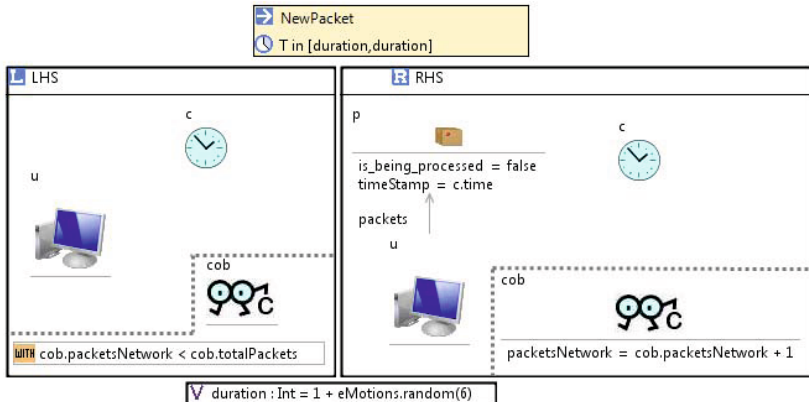 NewPacket
T in [duration,duration]
L LHS
c
u
cob
WITH cob.packetsNetwork < cob.totalPackets
R RHS
p
is_being_processed = false
timeStamp = c.time
packets
u
c
cob
packetsNetwork = cob.packetsNetwork + 1
V duration : Int = 1 + eMotions.random(6)